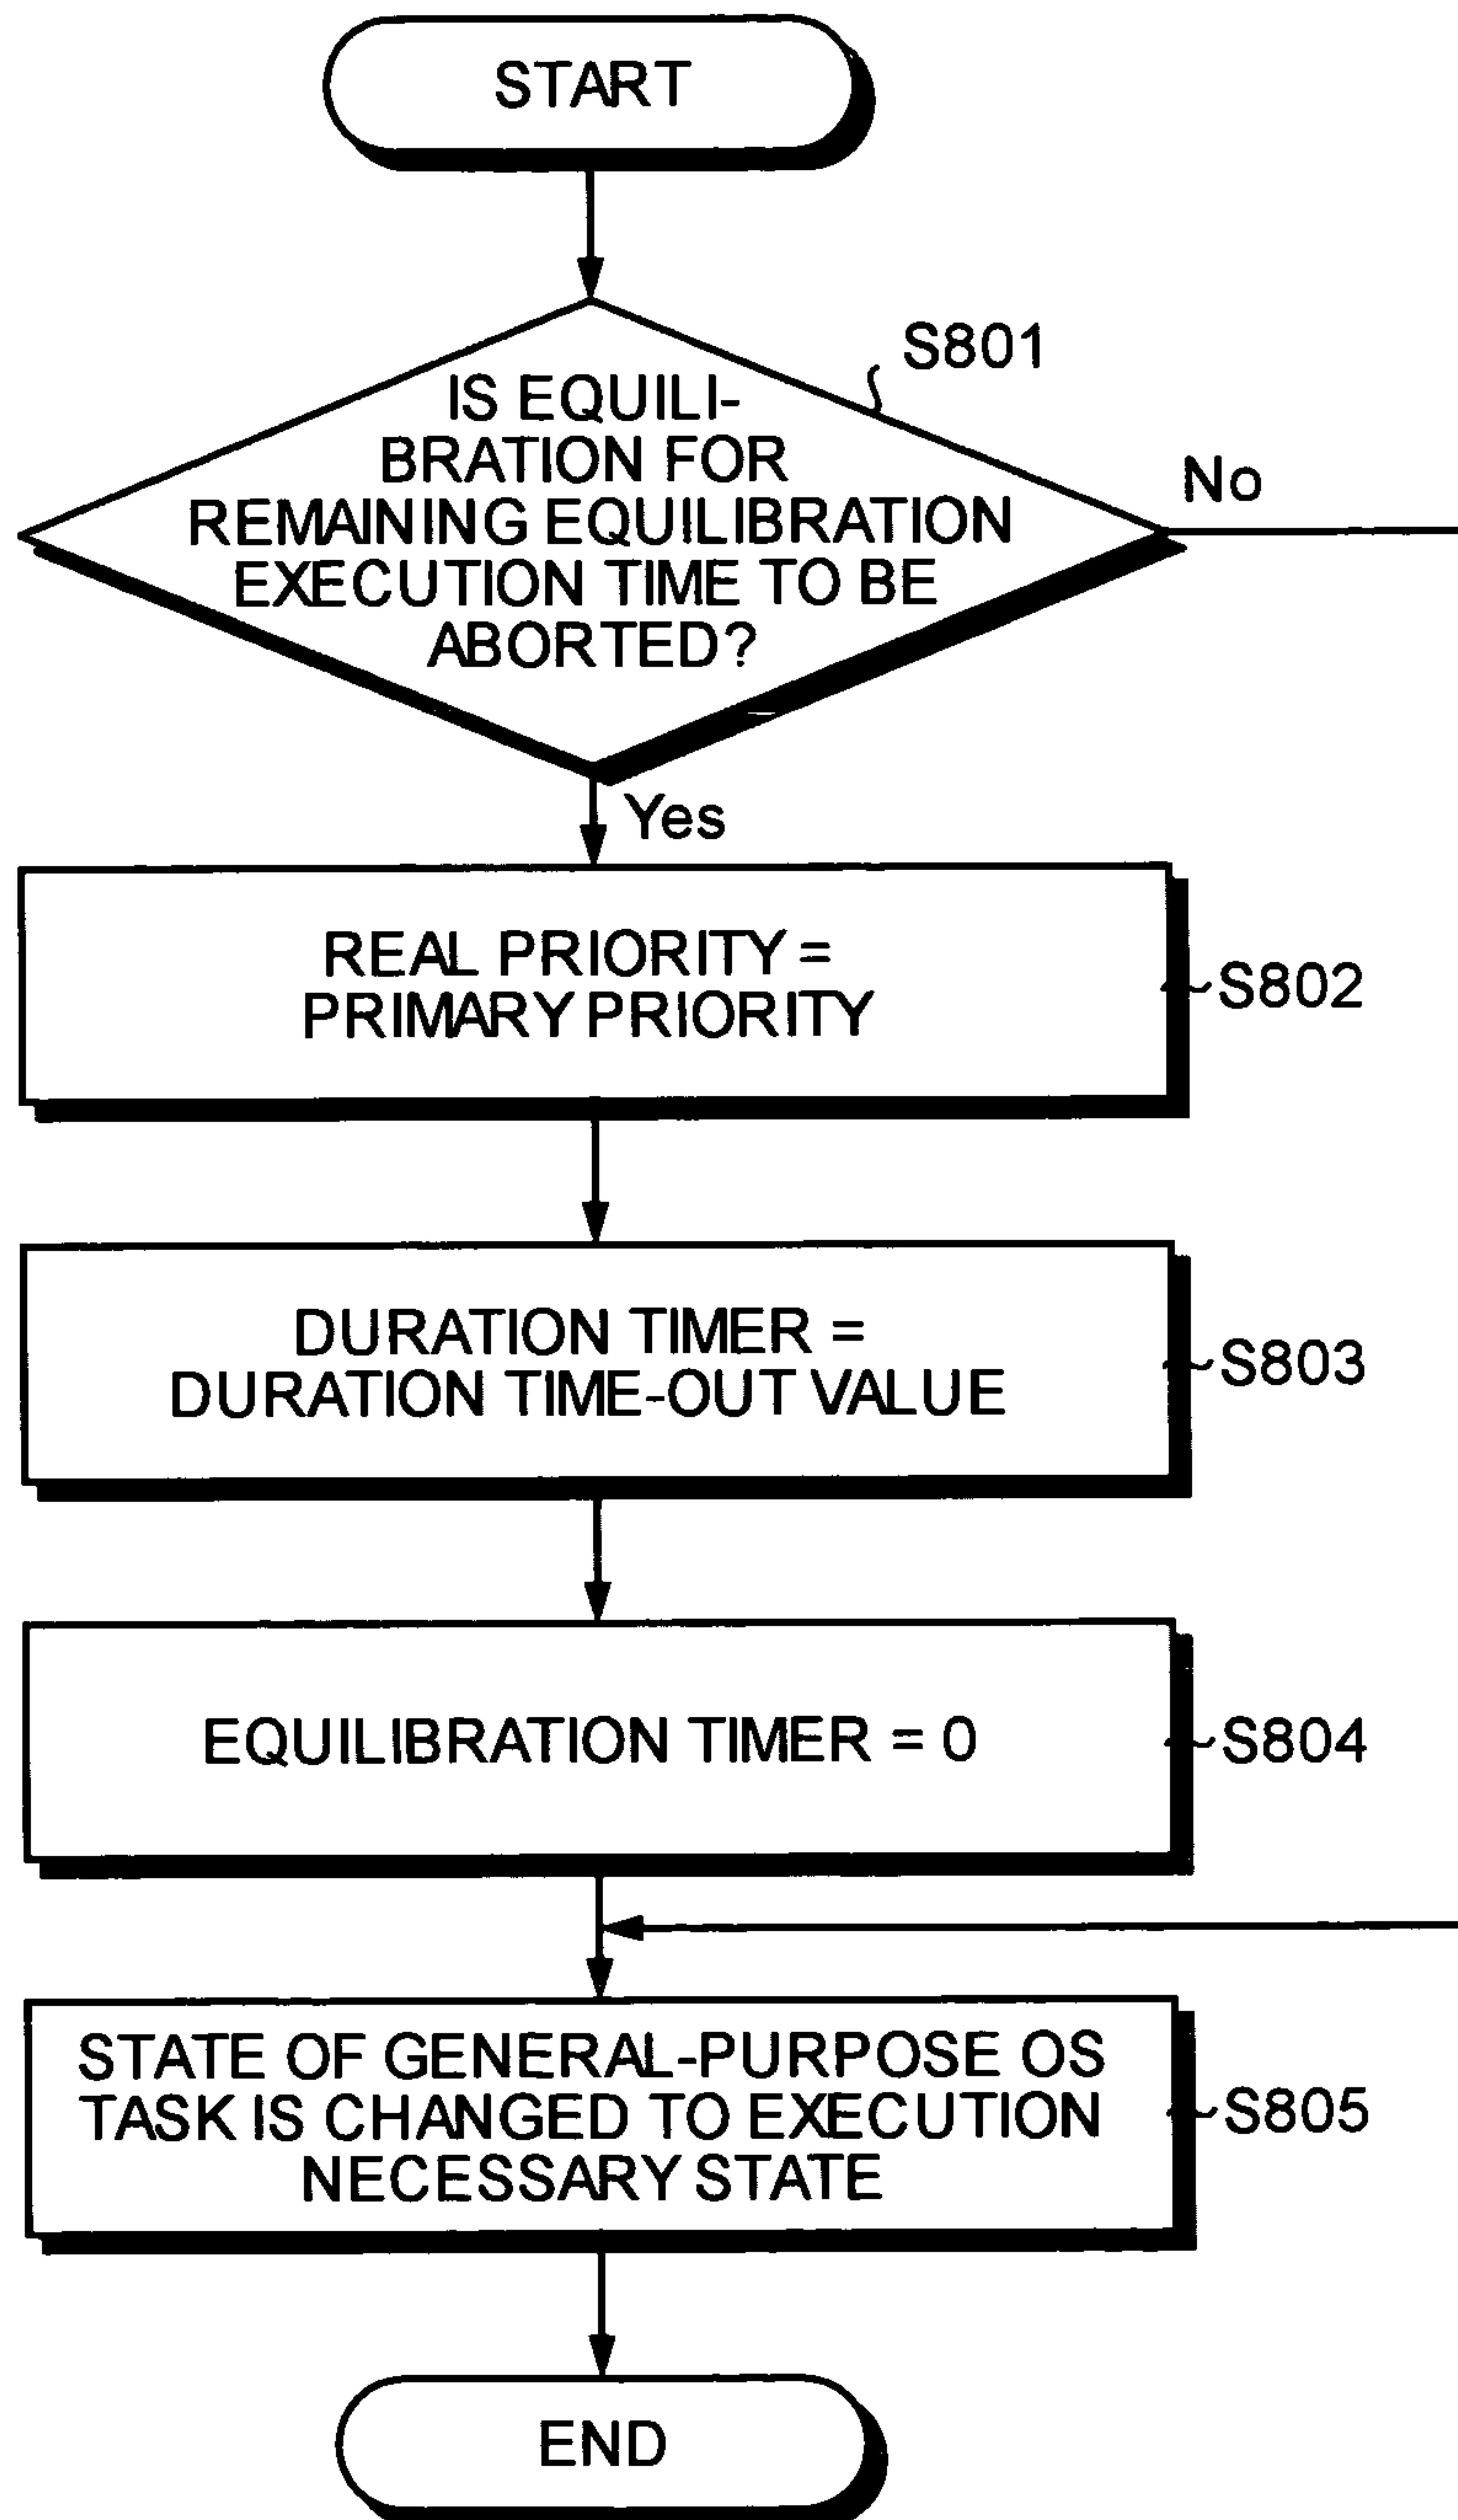 START
S801
IS EQUILI-
BRATION FOR
REMAINING EQUILIBRATION
EXECUTION TIME TO BE
ABORTED?
No
Yes
REAL PRIORITY =
PRIMARY PRIORITY
S802
DURATION TIMER =
DURATION TIME-OUT VALUE
S803
EQUILIBRATION TIMER = 0
S804
STATE OF GENERAL-PURPOSE OS
TASK IS CHANGED TO EXECUTION
NECESSARY STATE
S805
END